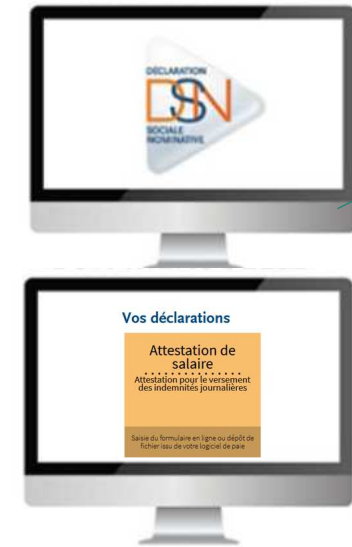 DÉCLARATION
DSN
SOCIALE
NOMINATIVE
Vos déclarations
Attestation de
salaire
Attestation pour le versement
des indemnités journalières
Saisie du formulaire en ligne ou dépôt de
fichier issu de votre logiciel de paie